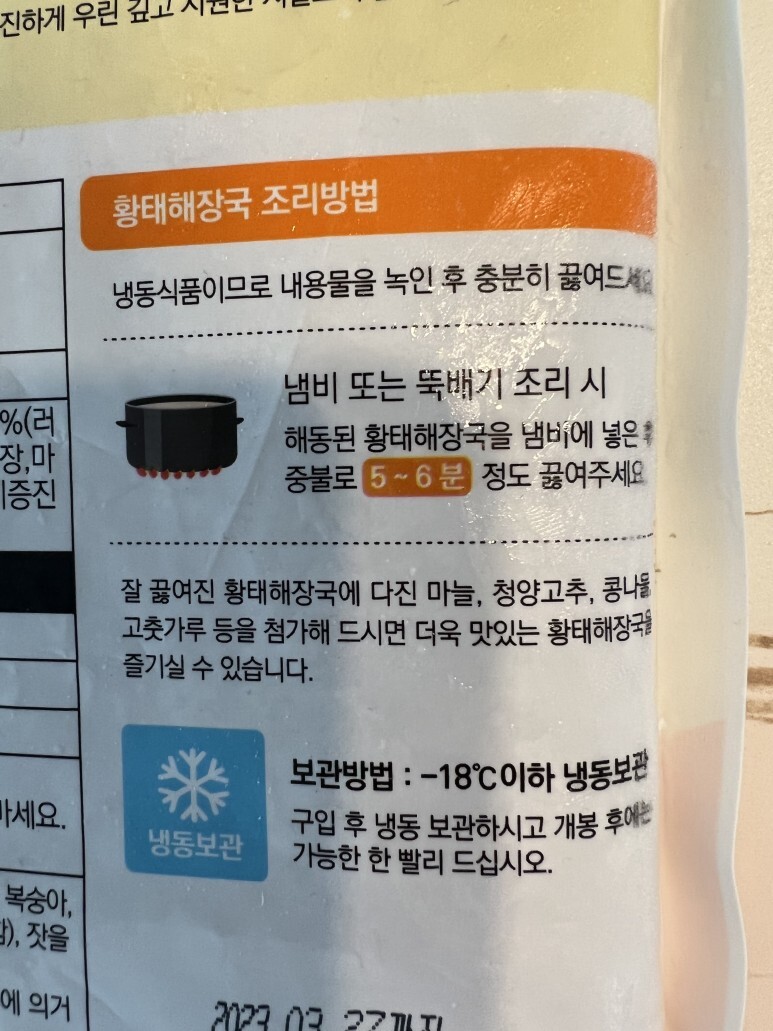 진하게 우린 깊고
황태해장국 조리방법
냉동식품이므로 내용물을 녹인 후 충분히 끓여드세요
냄비 또는 뚝배기 조리 시
해동된 황태해장국을 냄비에 넣은 후
중불로 5~6분 정도 끓여주세요
잘 끓여진 황태해장국에 다진 마늘, 청양고추, 콩나물,
고춧가루 등을 첨가해 드시면 더욱 맛있는 황태해장국을
즐기실 수 있습니다.
냉동보관
보관방법 : -18℃이하 냉동보관
구입 후 냉동 보관하시고 개봉 후에는
가능한 한 빨리 드십시오.
%(러
장,마
증진
마세요.
복숭아,
), 잣을
에 의거
2023.03.27까지